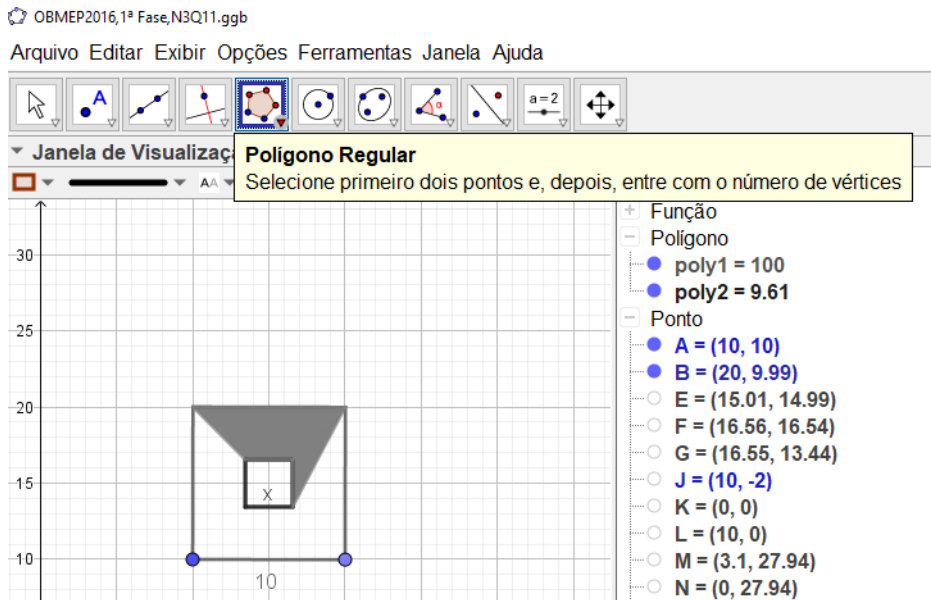 OBMEP2016,1ª Fase,N3Q11.ggb
Arquivo Editar Exibir Opções Ferramentas Janela Ajuda
A
α
a=2
Janela de Visualizaç
Polígono Regular
Selecione primeiro dois pontos e, depois, entre com o número de vértices
AA
Função
Polígono
poly1 = 100
poly2 = 9.61
Ponto
A = (10, 10)
B = (20, 9.99)
E = (15.01, 14.99)
F = (16.56, 16.54)
G = (16.55, 13.44)
J = (10, -2)
K = (0, 0)
L = (10, 0)
M = (3.1, 27.94)
N = (0, 27.94)
30
25
20
15
10
x
10